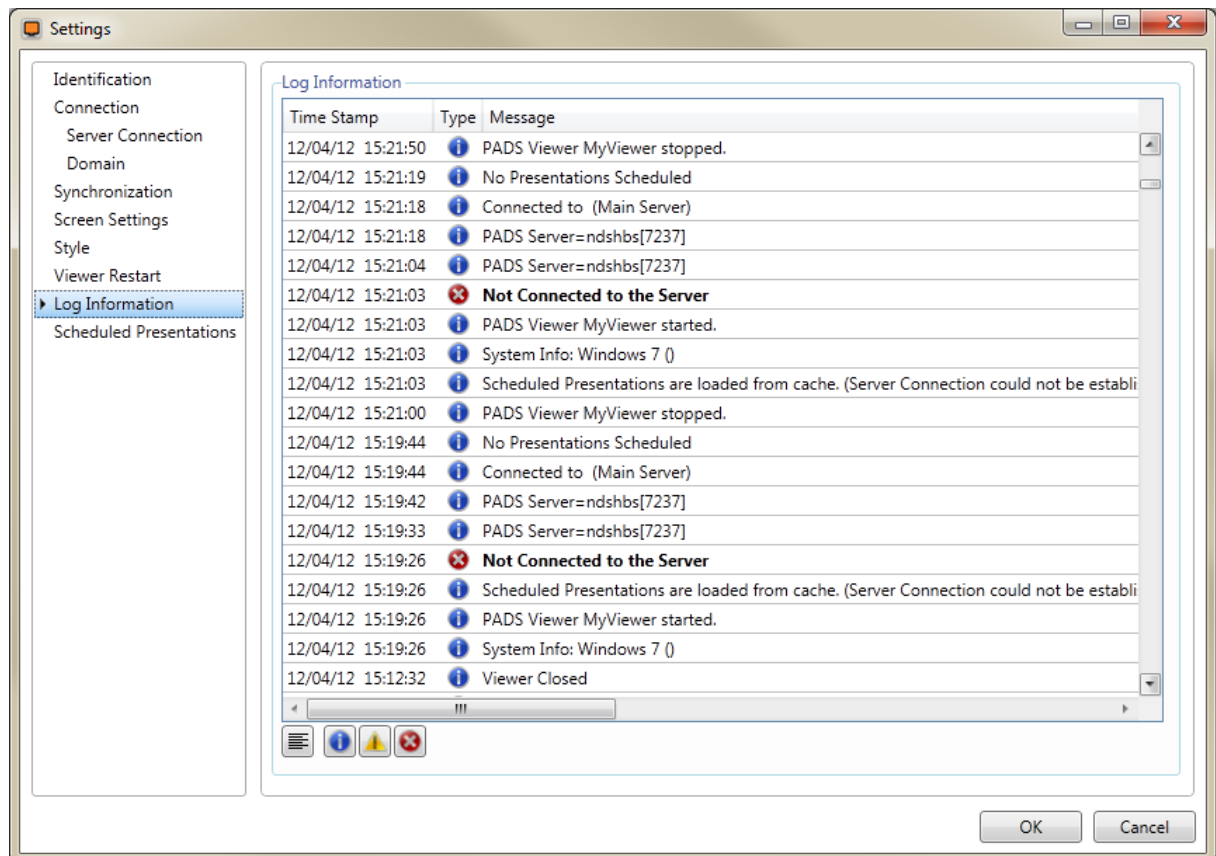 Settings
Identification
Connection
Server Connection
Domain
Synchronization
Screen Settings
Style
Viewer Restart
Log Information
Scheduled Presentations
Log Information
Time Stamp Type Message
12/04/12 15:21:50 PADS Viewer MyViewer stopped.
12/04/12 15:21:19 No Presentations Scheduled
12/04/12 15:21:18 Connected to (Main Server)
12/04/12 15:21:18 PADS Server=ndshbs[7237]
12/04/12 15:21:04 PADS Server=ndshbs[7237]
12/04/12 15:21:03 Not Connected to the Server
12/04/12 15:21:03 PADS Viewer MyViewer started.
12/04/12 15:21:03 System Info: Windows 7 ()
12/04/12 15:21:03 Scheduled Presentations are loaded from cache. (Server Connection could not be establi
12/04/12 15:21:00 PADS Viewer MyViewer stopped.
12/04/12 15:19:44 No Presentations Scheduled
12/04/12 15:19:44 Connected to (Main Server)
12/04/12 15:19:42 PADS Server=ndshbs[7237]
12/04/12 15:19:33 PADS Server=ndshbs[7237]
12/04/12 15:19:26 Not Connected to the Server
12/04/12 15:19:26 Scheduled Presentations are loaded from cache. (Server Connection could not be establi
12/04/12 15:19:26 PADS Viewer MyViewer started.
12/04/12 15:19:26 System Info: Windows 7 ()
12/04/12 15:12:32 Viewer Closed
OK Cancel